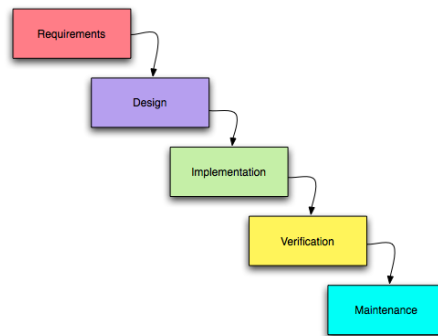 Requirements
Design
Implementation
Verification
Maintenance